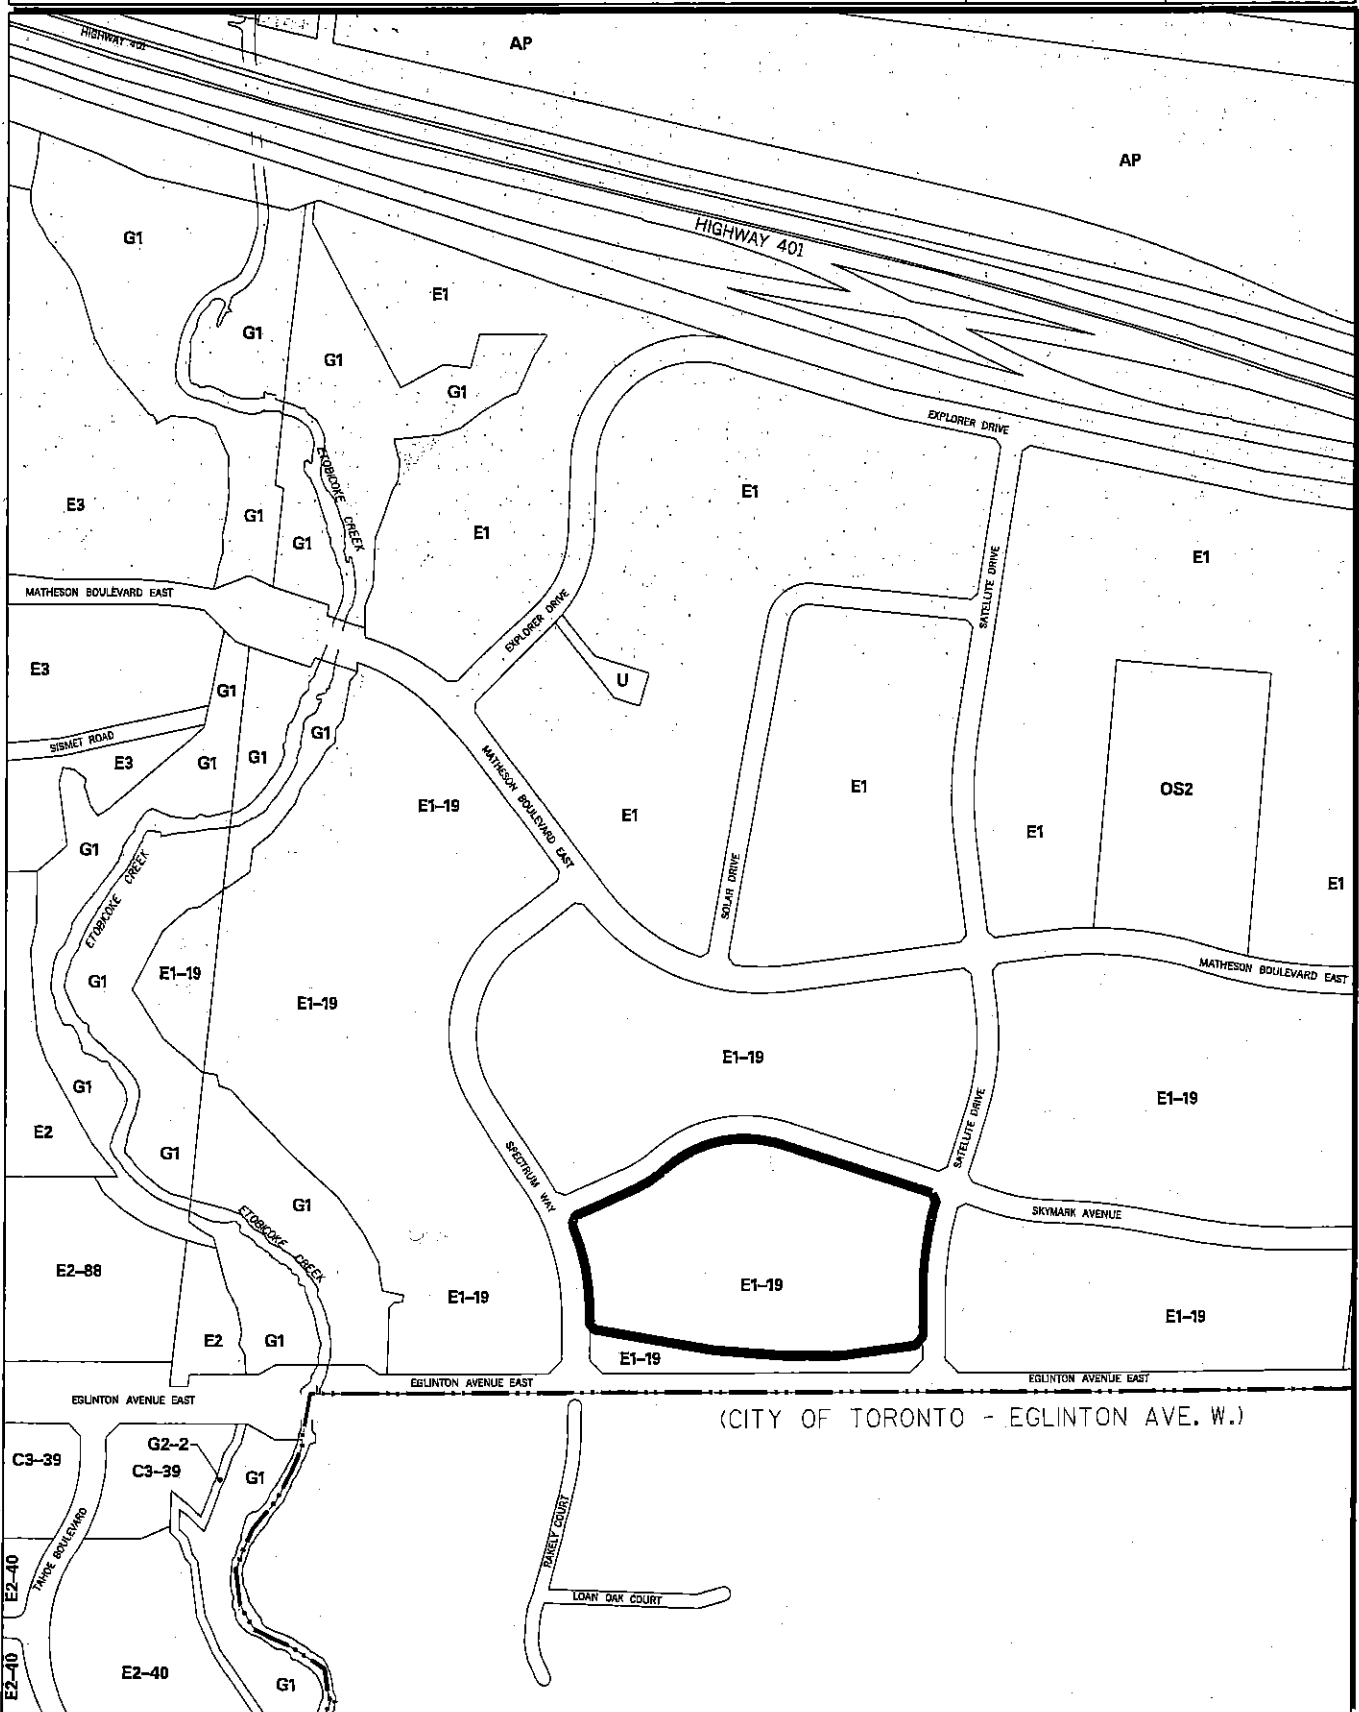 HIGHWAY 401
AP
AP
HIGHWAY 401
G1
E1
G1
G1
G1
EXPLORER DRIVE
ETOBICOKE CREEK
E3
G1
G1
E1
E1
E1
SATELLITE DRIVE
MATHESON BOULEVARD EAST
EXPLORER DRIVE
E3
G1
U
SISMET ROAD
E3
G1
G1
G1
MATHESON BOULEVARD EAST
E1-19
E1
E1
OS2
E1
E1
G1
ETOBICOKE CREEK
SOLAR DRIVE
G1
E1-19
E1-19
MATHESON BOULEVARD EAST
E1-19
G1
E2
E1-19
SATELLITE DRIVE
G1
SPECTRUM WAY
G1
ETOBICOKE CREEK
SKYMARK AVENUE
E2-88
E1-19
E1-19
E1-19
E2
G1
E1-19
EGLINTON AVENUE EAST
EGLINTON AVENUE EAST
EGLINTON AVENUE EAST
(CITY OF TORONTO - EGLINTON AVE. W.)
C3-39
G2-2
C3-39
G1
TAHOE BOULEVARD
RAKELY COURT
E2-40
LOAN OAK COURT
E2-40
E2-40
G1